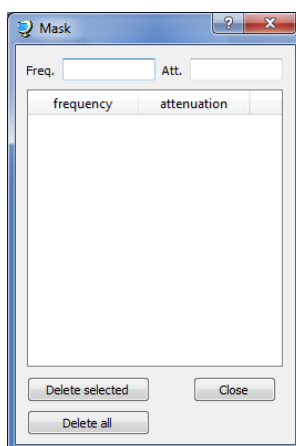 Mask
Freq. Att.
frequency attenuation
Delete selected Close
Delete all